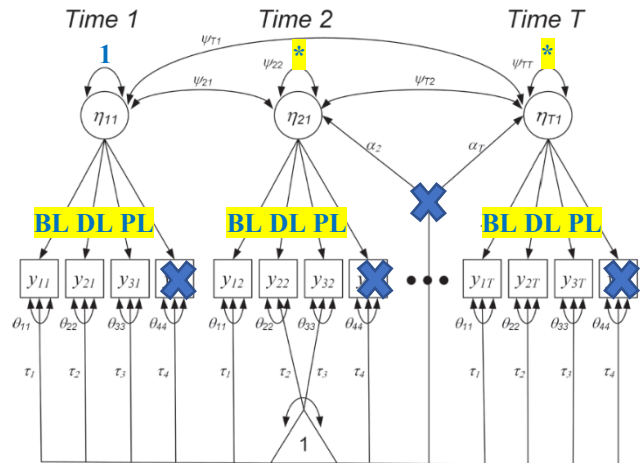 Time 1 Time 2 Time T
ψT1
1 ψ22 * ψTT *
ψ21 ψT2
η11 η21 ηT1
α2 αT
BL DL PL BL DL PL BL DL PL
y11 y21 y31 y12 y22 y32 y1T y2T y3T
θ11 θ22 θ33 θ44 θ11 θ22 θ33 θ44 θ11 θ22 θ33 θ44
τ1 τ2 τ3 τ4 τ1 τ2 τ3 τ4 τ1 τ2 τ3 τ4
1